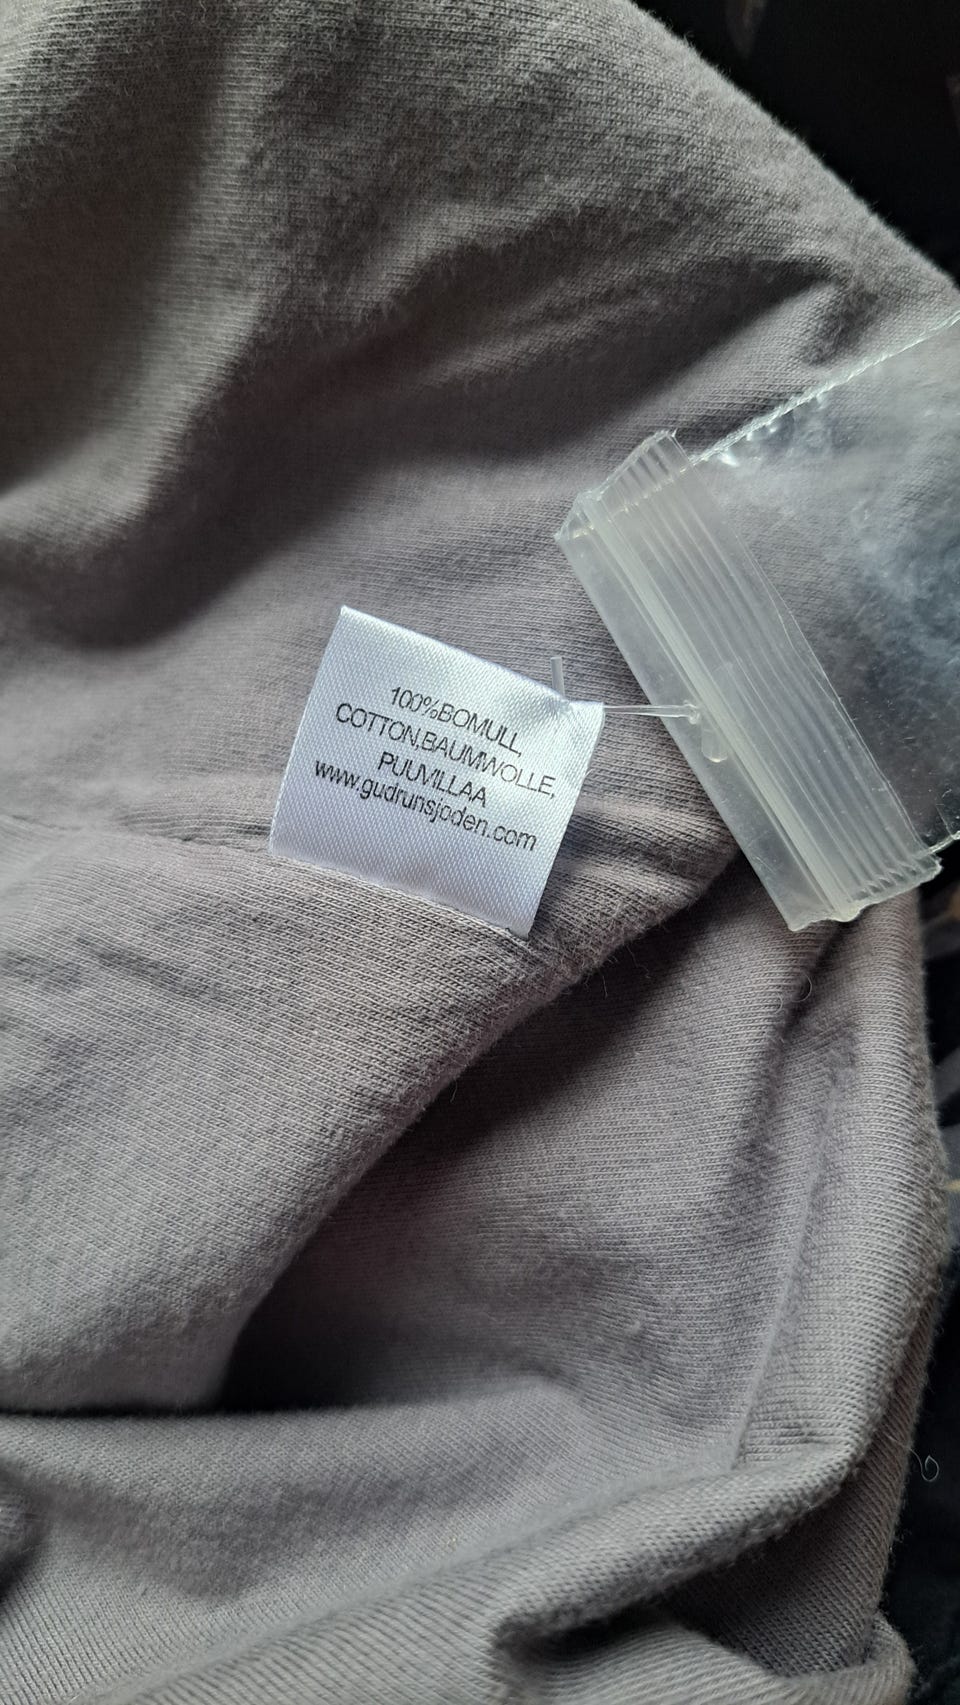 100%BOMULL,
COTTON,BAUMWOLLE,
PUUVILLAA
www.gudrunsjoden.com